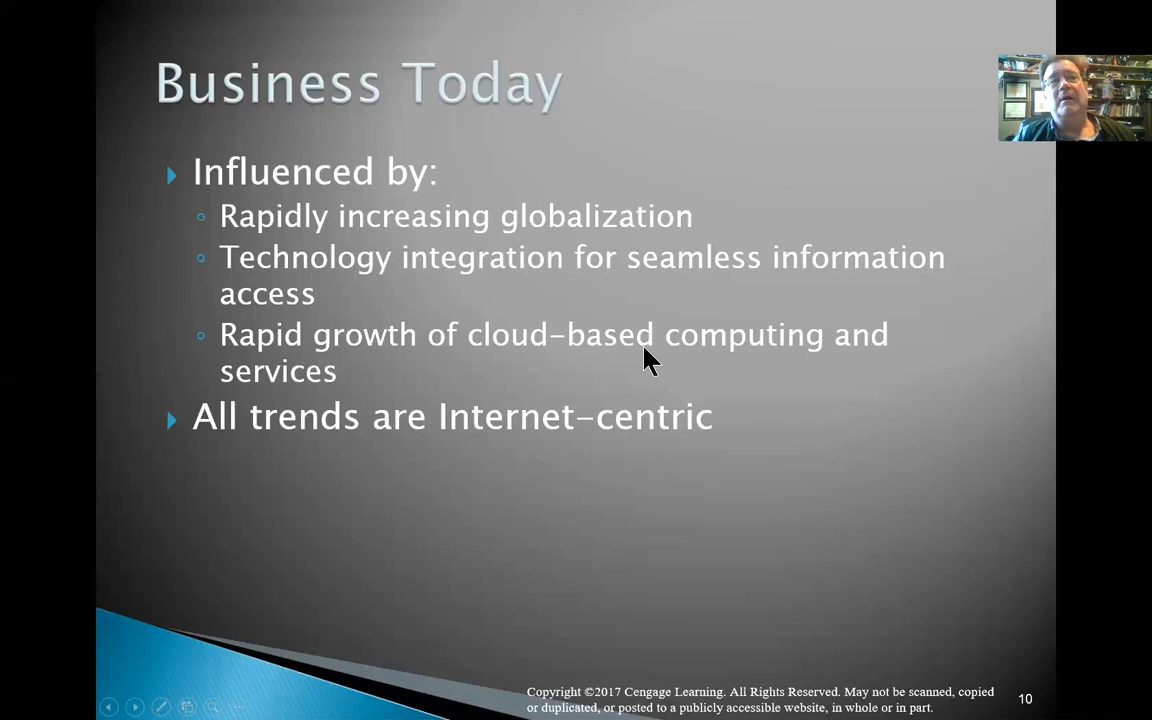 Business Today
Influenced by:
Rapidly increasing globalization
Technology integration for seamless information
access
Rapid growth of cloud-based computing and
services
All trends are Internet-centric
Copyright ©2017 Cengage Learning. All Rights Reserved. May not be scanned, copied
or duplicated, or posted to a publicly accessible website, in whole or in part.
10